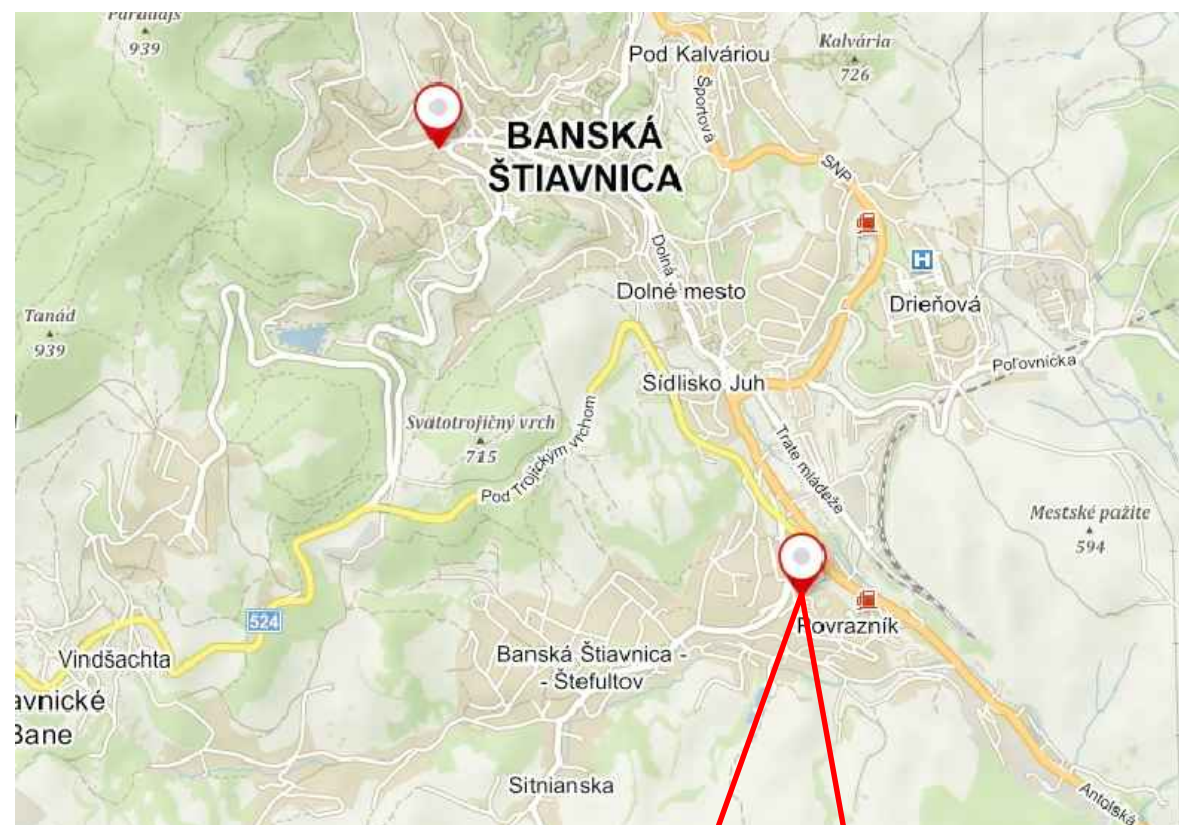 Paradajs
939
Pod Kalváriou
Kalvária
726
Športová
BANSKÁ
ŠTIAVNICA
SNP
Dolná
H
Dolné mesto
Drieňová
Tanád
939
Poľovnícka
Sídlisko Juh
Svätotrojičný vrch
715
Pod Trojickým vrchom
Trate mládeže
Mestské pažite
594
524
Povrazník
Vindšachta
Banská Štiavnica -
- Štefultov
avnické
Bane
Sitnianska
Antolská